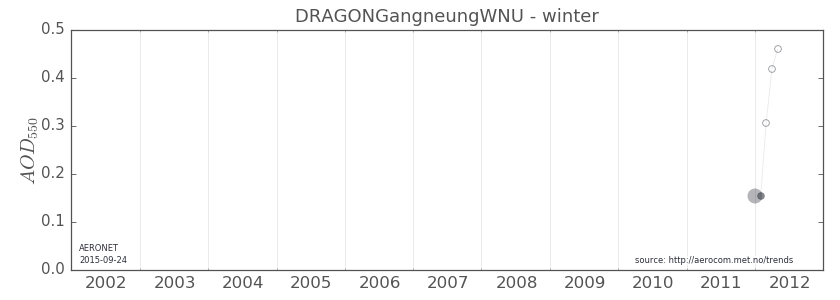 DRAGONGangneungWNU - winter
0.5
0.4
0.3
0.2
0.1
0.0
AOD550
AERONET
2015-09-24
source: http://aerocom.met.no/trends
2002 2003 2004 2005 2006 2007 2008 2009 2010 2011 2012